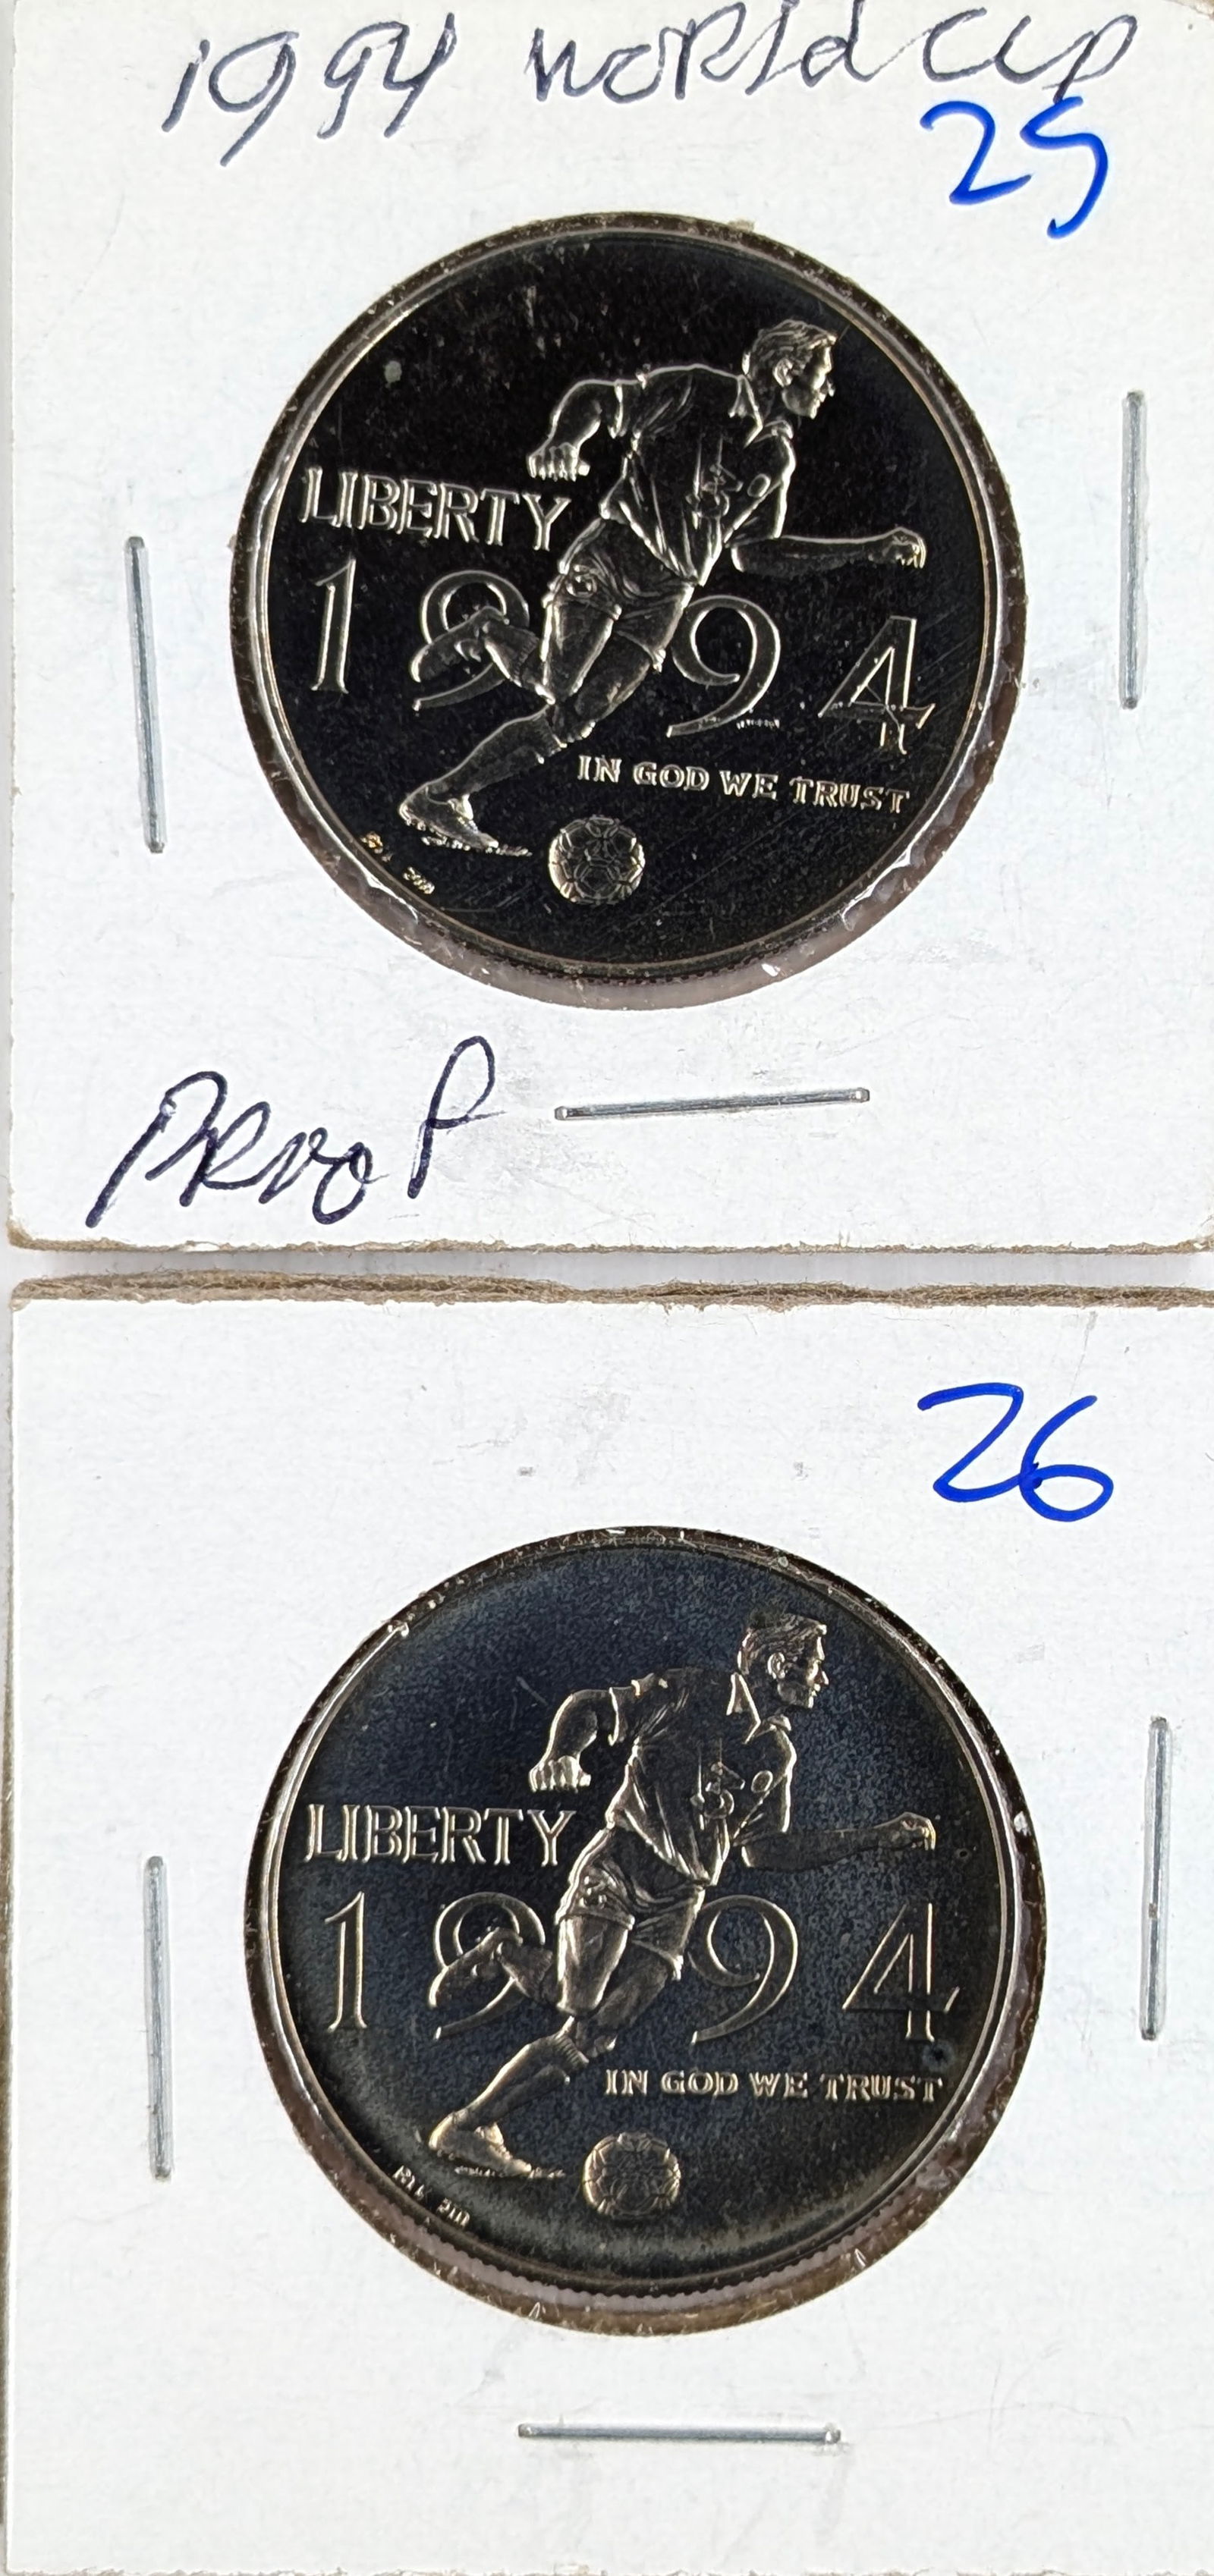 1994 WORLD CUP
25
LIBERTY
1994
IN GOD WE TRUST
PROOF
26
LIBERTY
1994
IN GOD WE TRUST